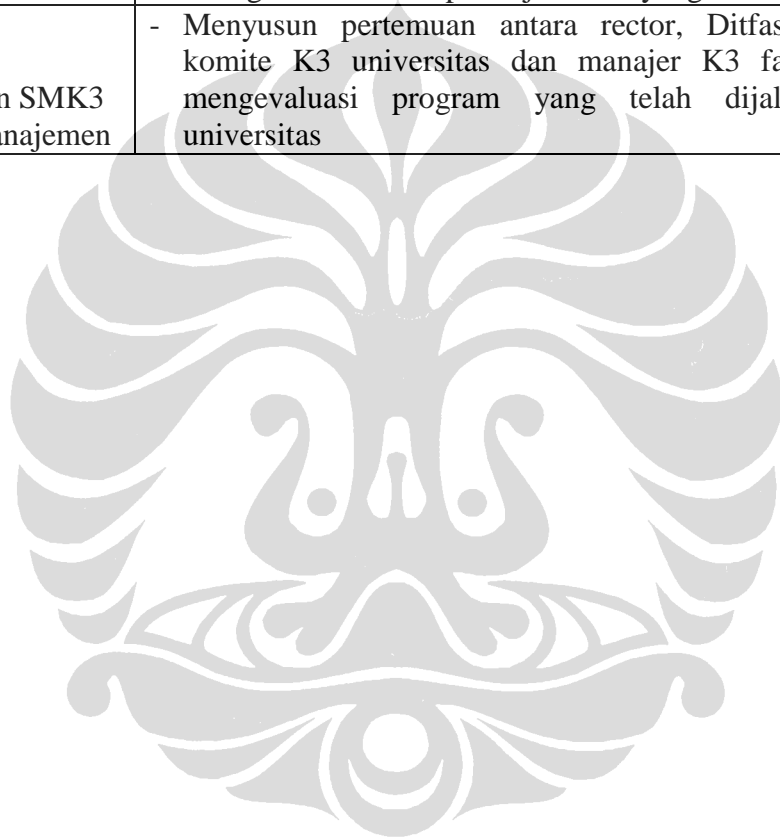 - Menyusun pertemuan antara rector, Ditfas
komite K3 universitas dan manajer K3 fa
n SMK3 mengevaluasi program yang telah dijal
najemen universitas